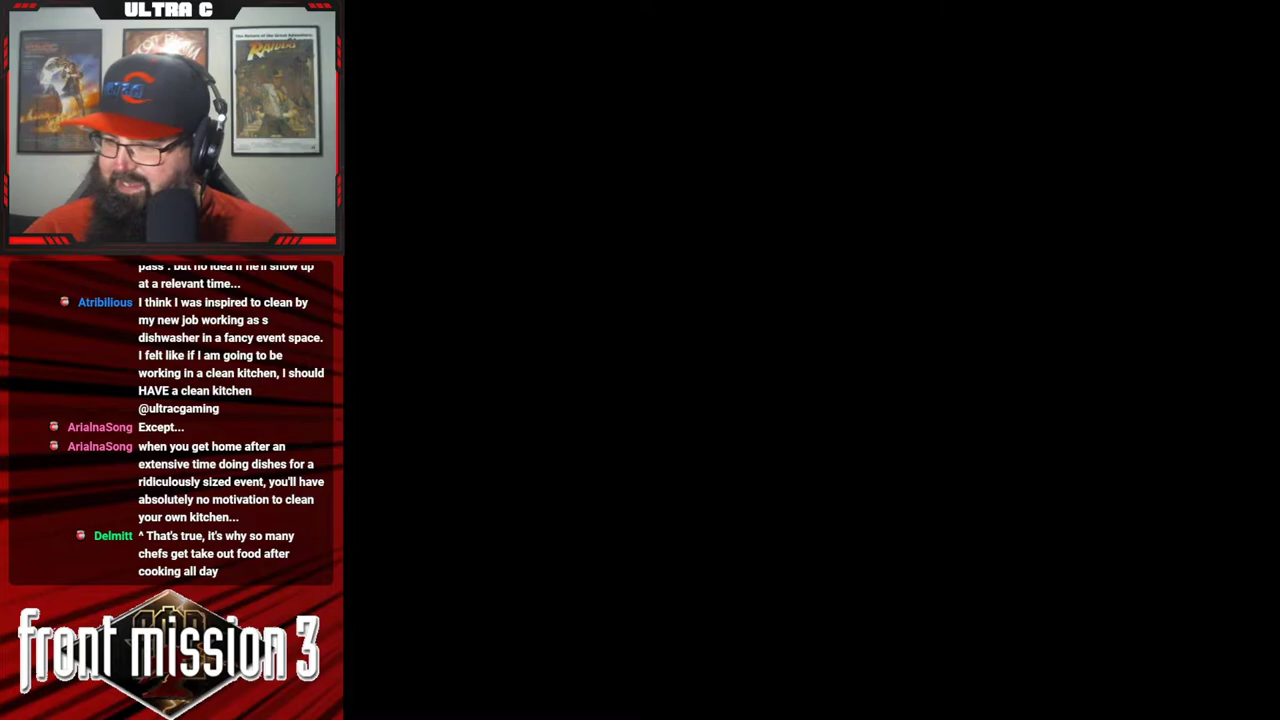 ULTRA C
RAIDERS
pass . but no idea if he'll show up
at a relevant time...
Atribilious I think I was inspired to clean by
my new job working as s
dishwasher in a fancy event space.
I felt like if I am going to be
working in a clean kitchen, I should
HAVE a clean kitchen
@ultracgaming
ArialnaSong Except...
ArialnaSong when you get home after an
extensive time doing dishes for a
ridiculously sized event, you'll have
absolutely no motivation to clean
your own kitchen...
Delmitt ^ That's true, it's why so many
chefs get take out food after
cooking all day
front mission 3